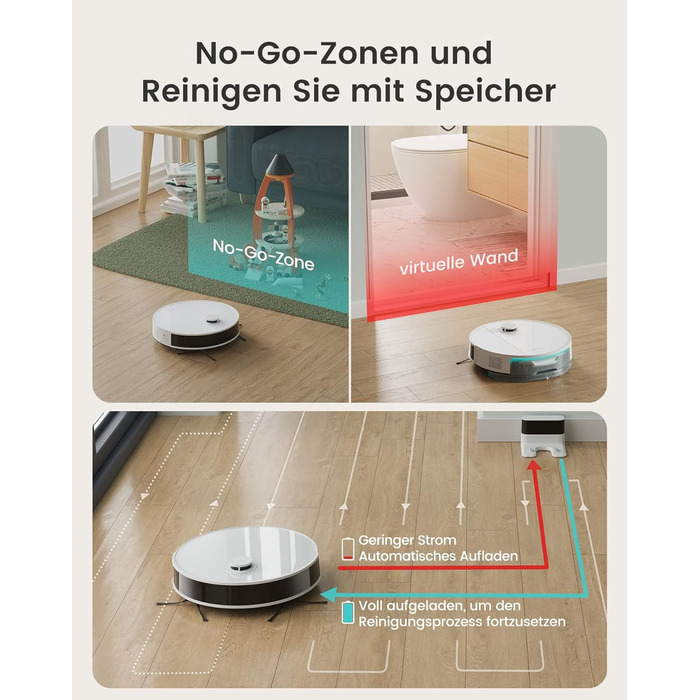 No-Go-Zonen und
Reinigen Sie mit Speicher
No-Go-Zone
virtuelle Wand
Geringer Strom
Automatisches Aufladen
Voll aufgeladen, um den
Reinigungsprozess fortzusetzen